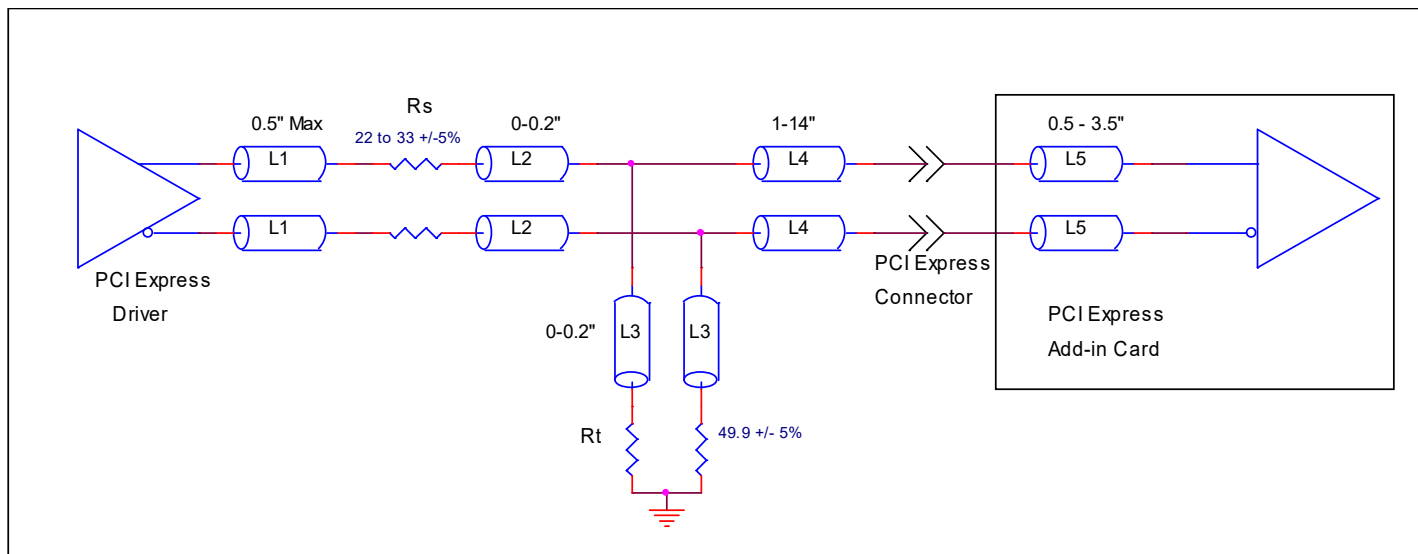 Rs
0.5" Max
22 to 33 +/-5%
0-0.2"
1-14"
0.5 - 3.5"
L1
L2
L4
L5
L1
L2
L4
L5
PCI Express
Driver
PCI Express
Connector
0-0.2"
L3
L3
PCI Express
Add-in Card
Rt
49.9 +/- 5%